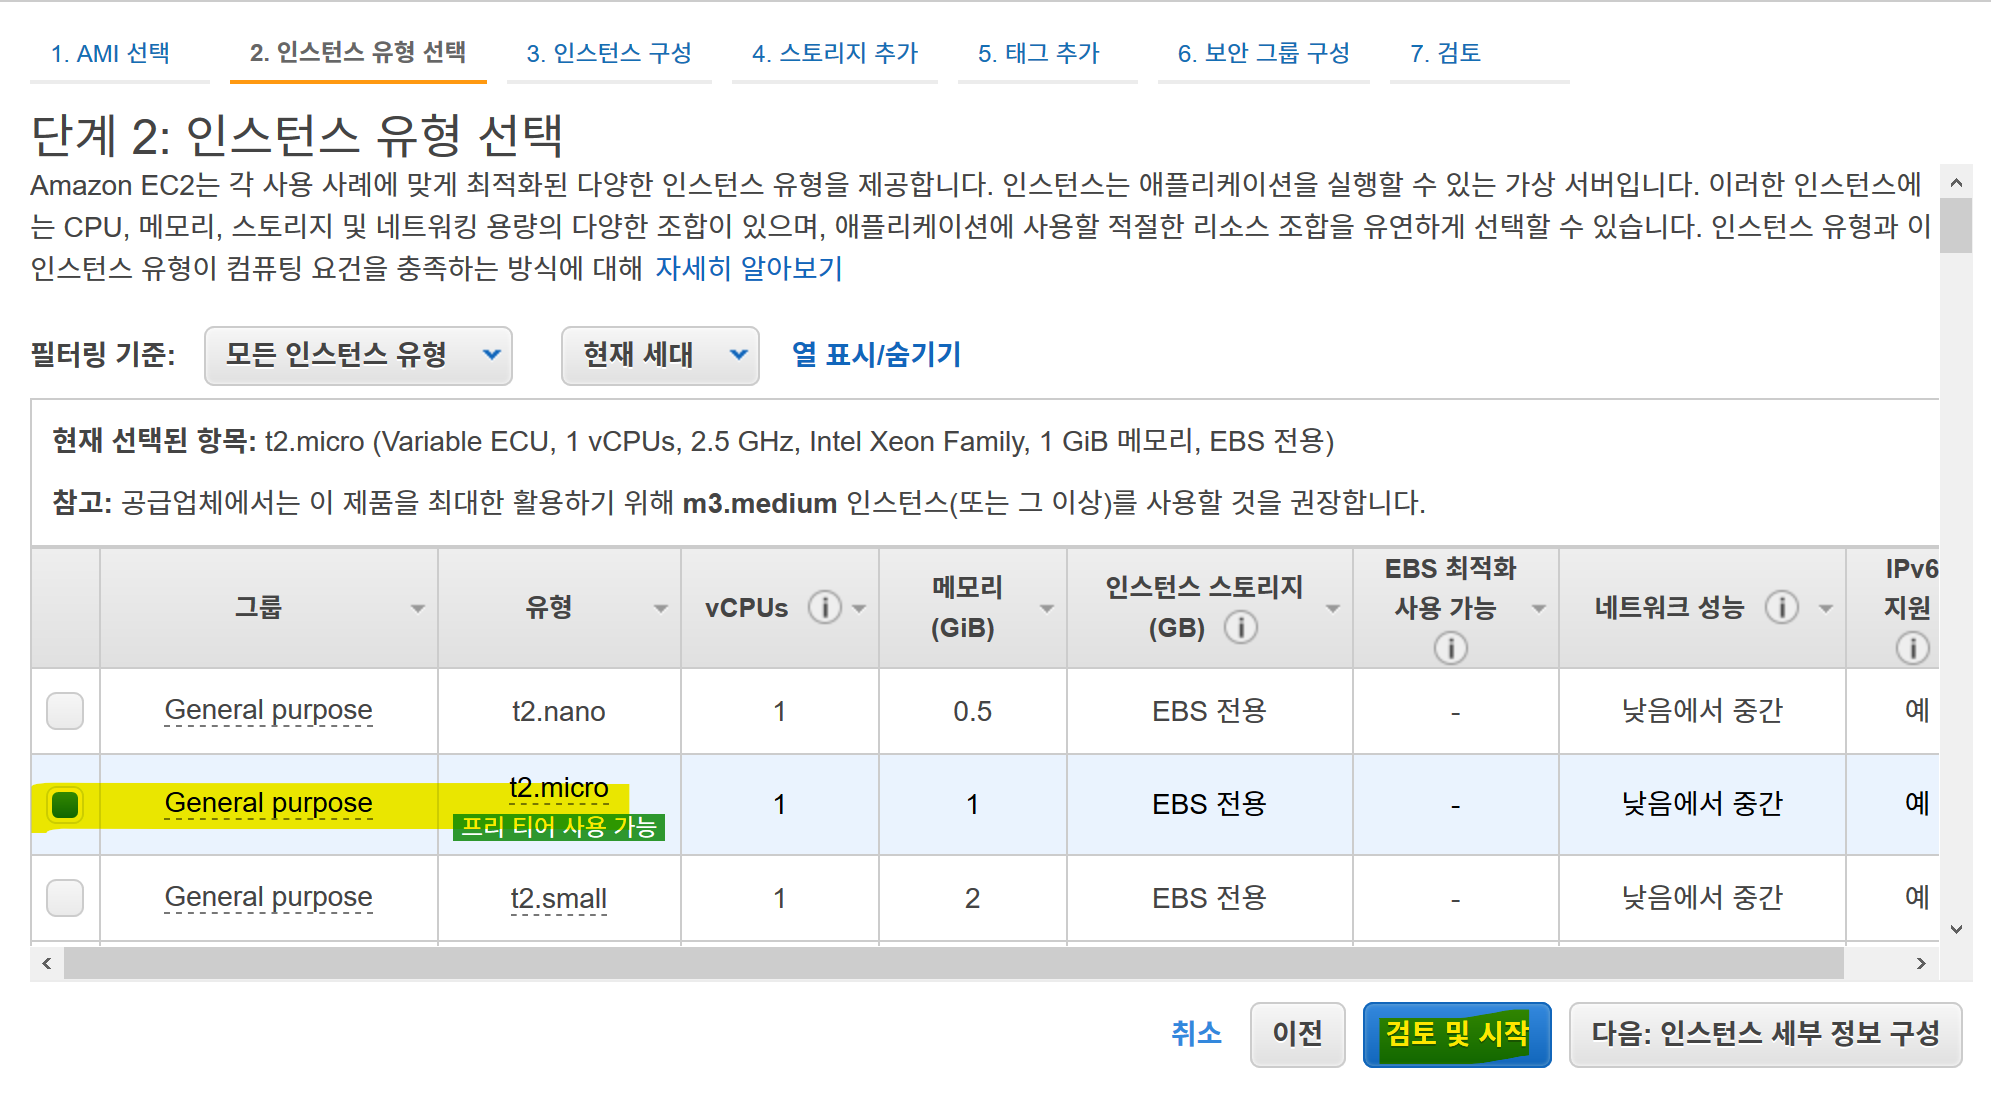 1. AMI 선택
2. 인스턴스 유형 선택
3. 인스턴스 구성
4. 스토리지 추가
5. 태그 추가
6. 보안 그룹 구성
7. 검토
단계 2: 인스턴스 유형 선택
Amazon EC2는 각 사용 사례에 맞게 최적화된 다양한 인스턴스 유형을 제공합니다. 인스턴스는 애플리케이션을 실행할 수 있는 가상 서버입니다. 이러한 인스턴스에
는 CPU, 메모리, 스토리지 및 네트워킹 용량의 다양한 조합이 있으며, 애플리케이션에 사용할 적절한 리소스 조합을 유연하게 선택할 수 있습니다. 인스턴스 유형과 이
인스턴스 유형이 컴퓨팅 요건을 충족하는 방식에 대해 자세히 알아보기
필터링 기준: 모든 인스턴스 유형 현재 세대 열 표시/숨기기
현재 선택된 항목: t2.micro (Variable ECU, 1 vCPUs, 2.5 GHz, Intel Xeon Family, 1 GiB 메모리, EBS 전용)
참고: 공급업체에서는 이 제품을 최대한 활용하기 위해 m3.medium 인스턴스(또는 그 이상)를 사용할 것을 권장합니다.
그룹
유형
vCPUs
메모리
(GiB)
인스턴스 스토리지
(GB)
EBS 최적화
사용 가능
네트워크 성능
IPv6
지원
General purpose t2.nano 1 0.5 EBS 전용 - 낮음에서 중간 예
General purpose t2.micro 1 1 EBS 전용 - 낮음에서 중간 예
프리 티어 사용 가능
General purpose t2.small 1 2 EBS 전용 - 낮음에서 중간 예
취소 이전 검토 및 시작 다음: 인스턴스 세부 정보 구성